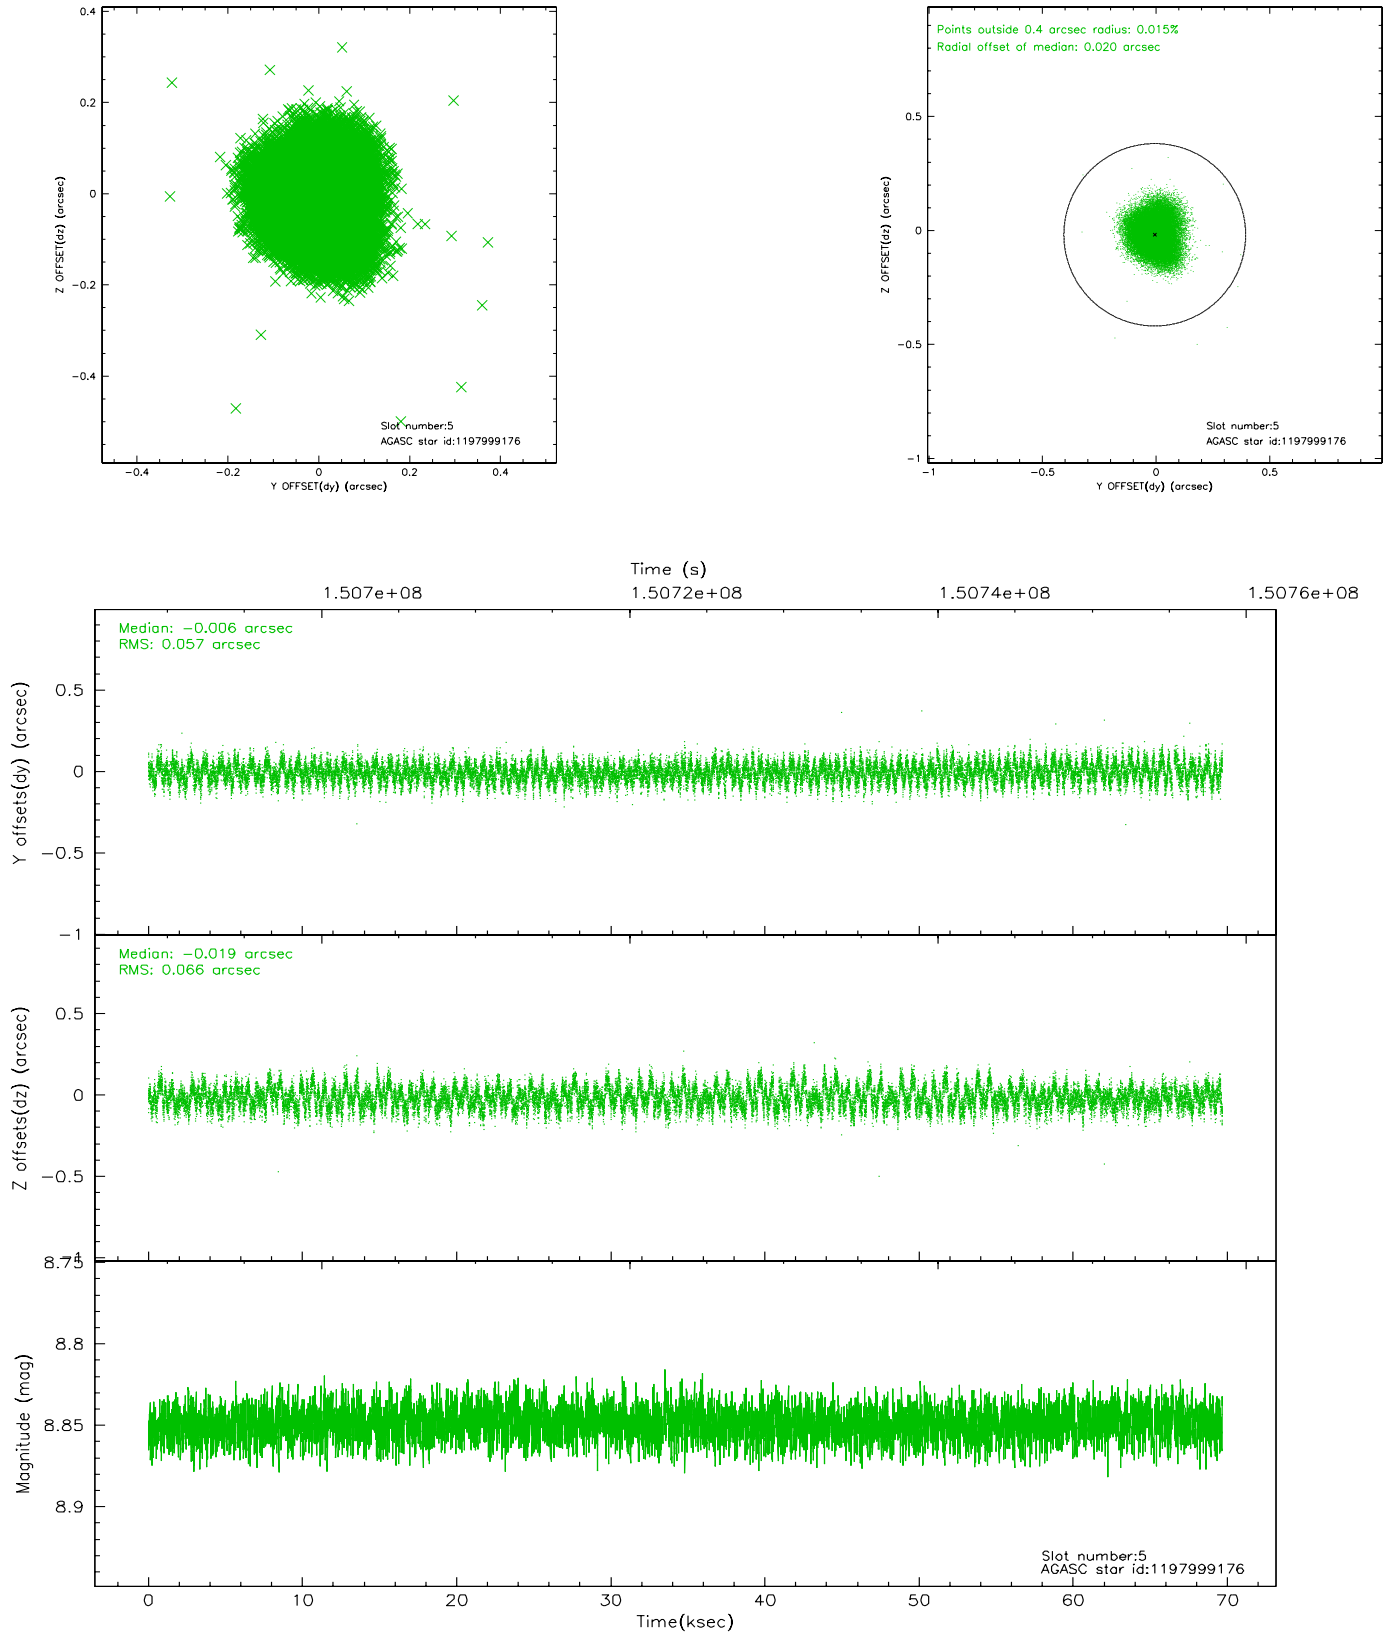 0.4
0.2
0
−0.2
−0.4
Z OFFSET(dz) (arcsec)
−0.4
−0.2
0
0.2
0.4
Y OFFSET(dy) (arcsec)
Slot number:5
AGASC star id:1197999176
Points outside 0.4 arcsec radius: 0.015%
Radial offset of median: 0.020 arcsec
0.5
0
−0.5
−1
Z OFFSET(dz) (arcsec)
−1
−0.5
0
0.5
Y OFFSET(dy) (arcsec)
Slot number:5
AGASC star id:1197999176
Time (s)
1.507e+08
1.5072e+08
1.5074e+08
1.5076e+08
Median: −0.006 arcsec
RMS: 0.057 arcsec
0.5
0
−0.5
−1
Y offsets(dy) (arcsec)
Median: −0.019 arcsec
RMS: 0.066 arcsec
0.5
0
−0.5
−1
Z offsets(dz) (arcsec)
8.75
8.8
8.85
8.9
Magnitude (mag)
Slot number:5
AGASC star id:1197999176
0
10
20
30
40
50
60
70
Time(ksec)